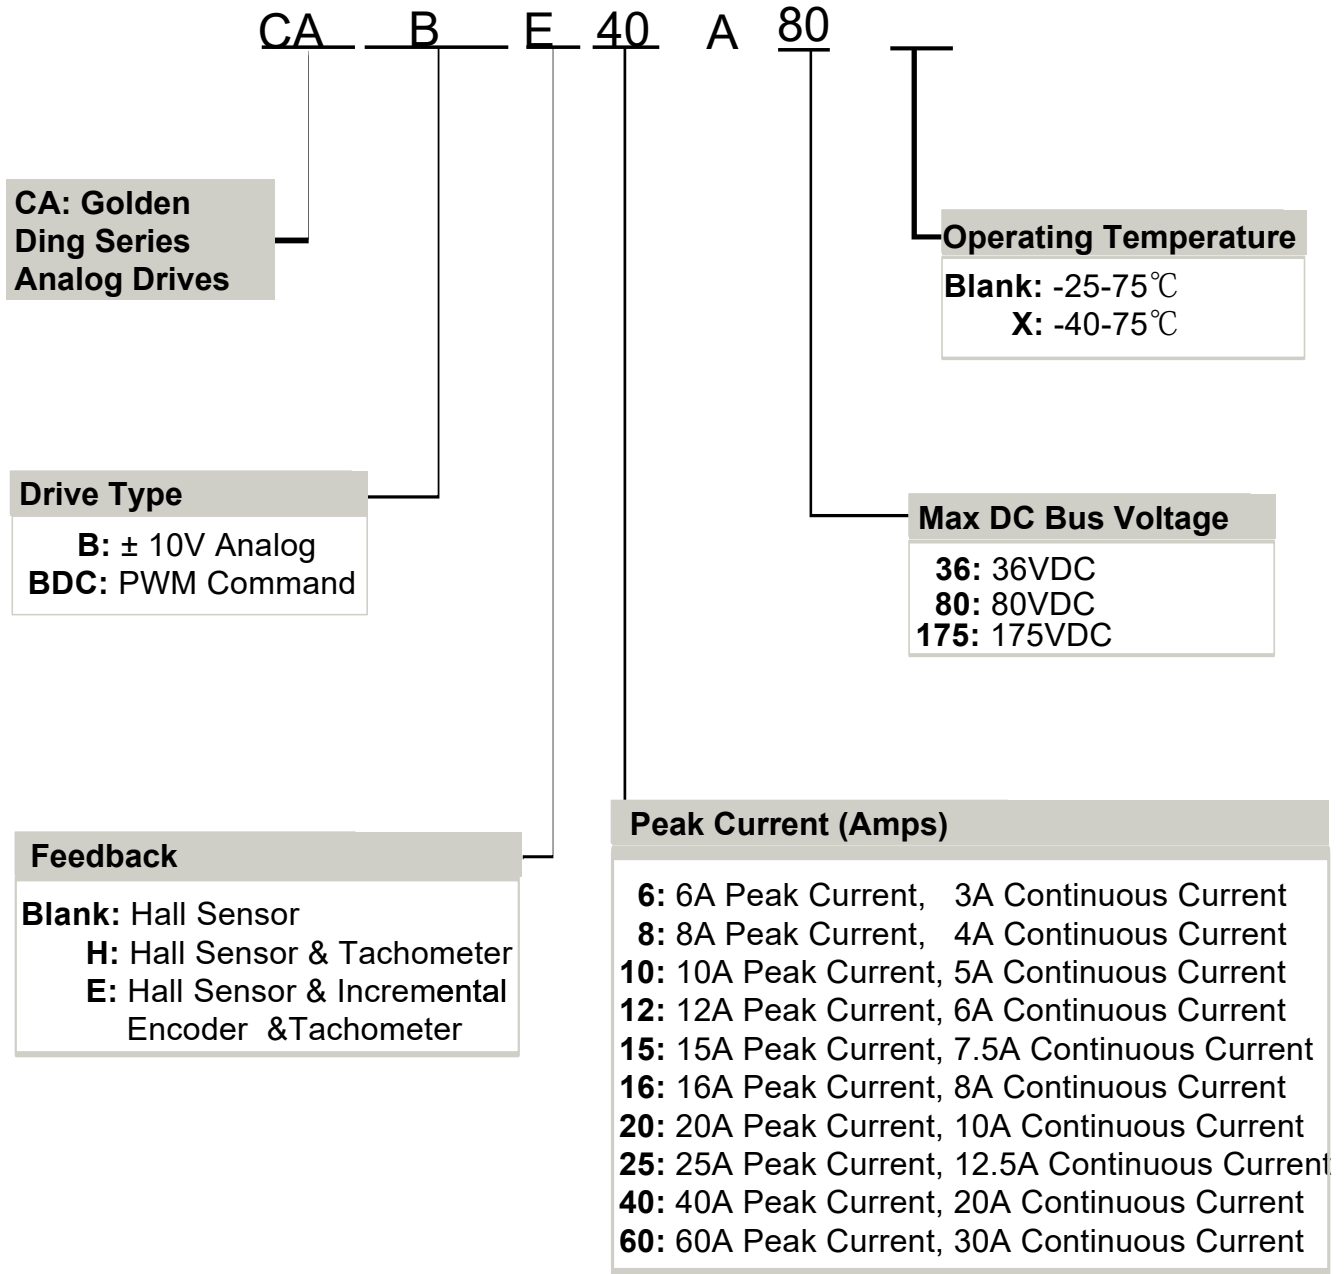 CA B E 40 A 80
CA: Golden
Ding Series
Analog Drives
Operating Temperature
Blank: -25-75℃
X: -40-75℃
Drive Type
B: ± 10V Analog
BDC: PWM Command
Max DC Bus Voltage
36: 36VDC
80: 80VDC
175: 175VDC
Feedback
Blank: Hall Sensor
H: Hall Sensor & Tachometer
E: Hall Sensor & Incremental
Encoder &Tachometer
Peak Current (Amps)
6: 6A Peak Current, 3A Continuous Current
8: 8A Peak Current, 4A Continuous Current
10: 10A Peak Current, 5A Continuous Current
12: 12A Peak Current, 6A Continuous Current
15: 15A Peak Current, 7.5A Continuous Current
16: 16A Peak Current, 8A Continuous Current
20: 20A Peak Current, 10A Continuous Current
25: 25A Peak Current, 12.5A Continuous Current
40: 40A Peak Current, 20A Continuous Current
60: 60A Peak Current, 30A Continuous Current